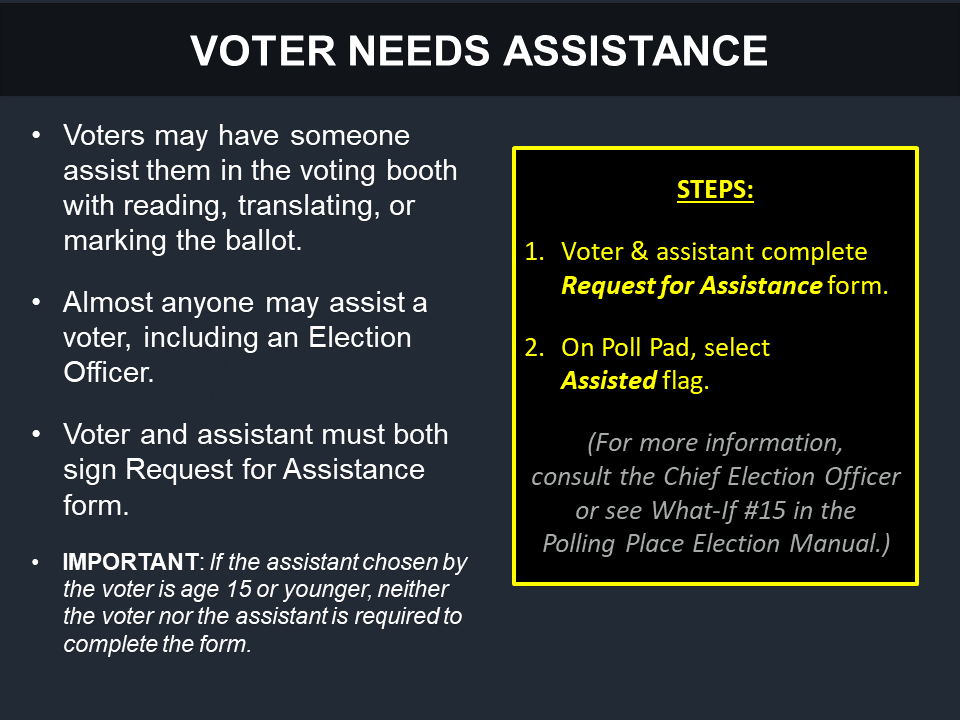 VOTER NEEDS ASSISTANCE
• Voters may have someone
assist them in the voting booth
with reading, translating, or
marking the ballot.
• Almost anyone may assist a
voter, including an Election
Officer.
• Voter and assistant must both
sign Request for Assistance
form.
• IMPORTANT: If the assistant chosen by
the voter is age 15 or younger, neither
the voter nor the assistant is required to
complete the form.
STEPS:
1. Voter & assistant complete
Request for Assistance form.
2. On Poll Pad, select
Assisted flag.
(For more information,
consult the Chief Election Officer
or see What-If #15 in the
Polling Place Election Manual.)